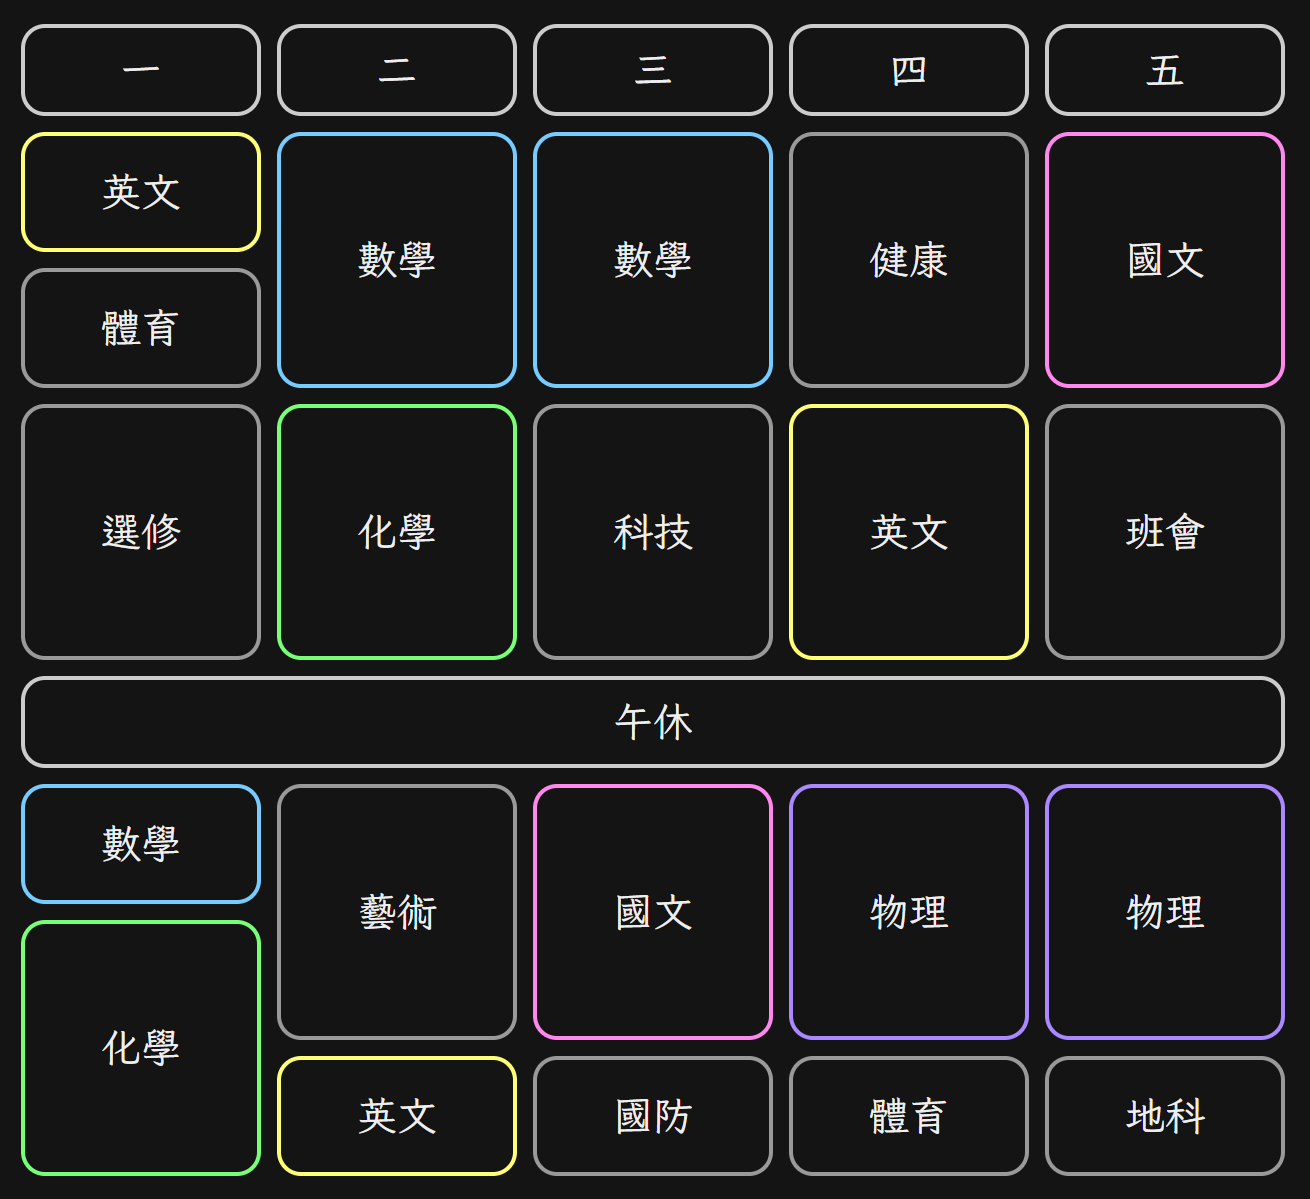 一
二
三
四
五
英文
數學
數學
健康
國文
體育
選修
化學
科技
英文
班會
午休
數學
藝術
國文
物理
物理
化學
英文
國防
體育
地科